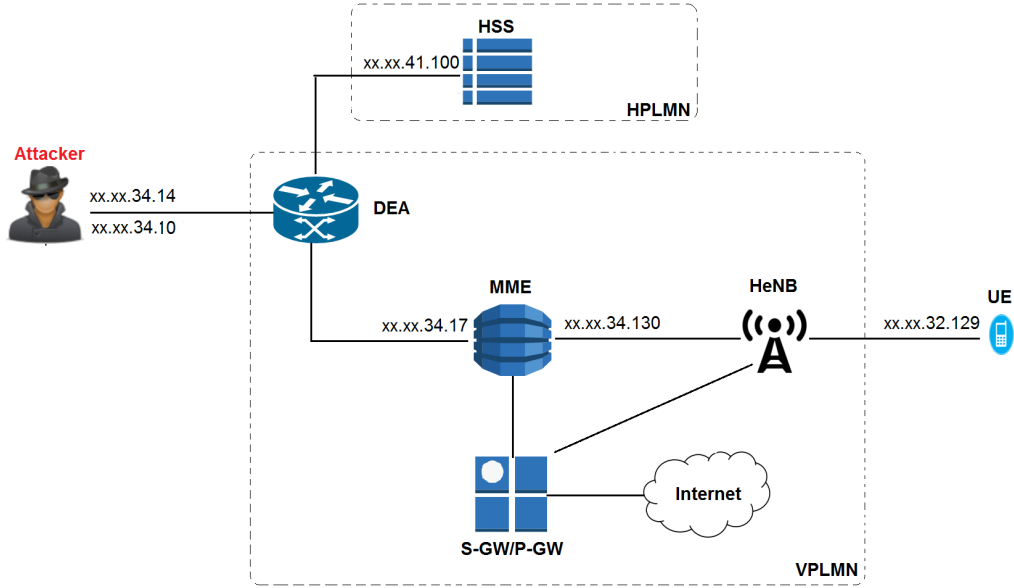 HSS
xx.xx.41.100
HPLMN
Attacker
xx.xx.34.14
xx.xx.34.10
DEA
MME
HeNB
UE
xx.xx.34.17
xx.xx.34.130
xx.xx.32.129
Internet
S-GW/P-GW
VPLMN